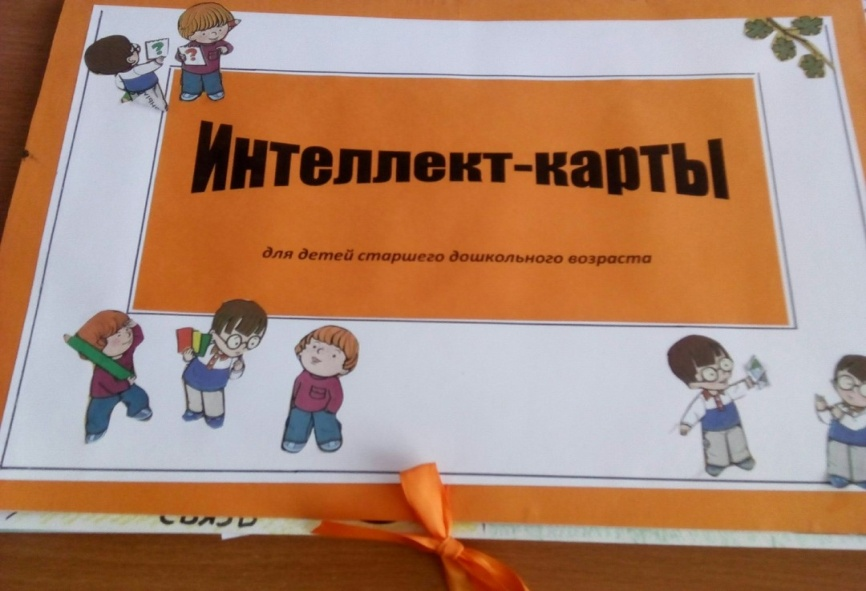 ? ?
Интеллект-карты
для детей старшего дошкольного возраста